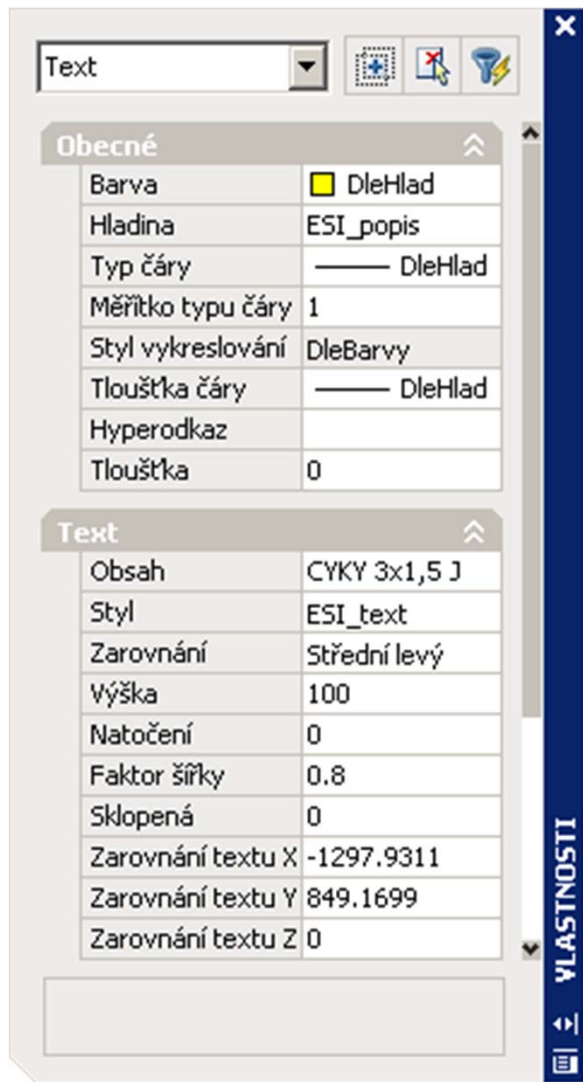 Text
Obecné
Barva DleHlad
Hladina ESI_popis
Typ čáry DleHlad
Měřítko typu čáry 1
Styl vykreslování DleBarvy
Tloušťka čáry DleHlad
Hyperodkaz
Tloušťka 0
Text
Obsah CYKY 3x1,5 J
Styl ESI_text
Zarovnání Střední levý
Výška 100
Natočení 0
Faktor šířky 0.8
Sklopená 0
Zarovnání textu X -1297.9311
Zarovnání textu Y 849.1699
Zarovnání textu Z 0
VLASTNOSTI